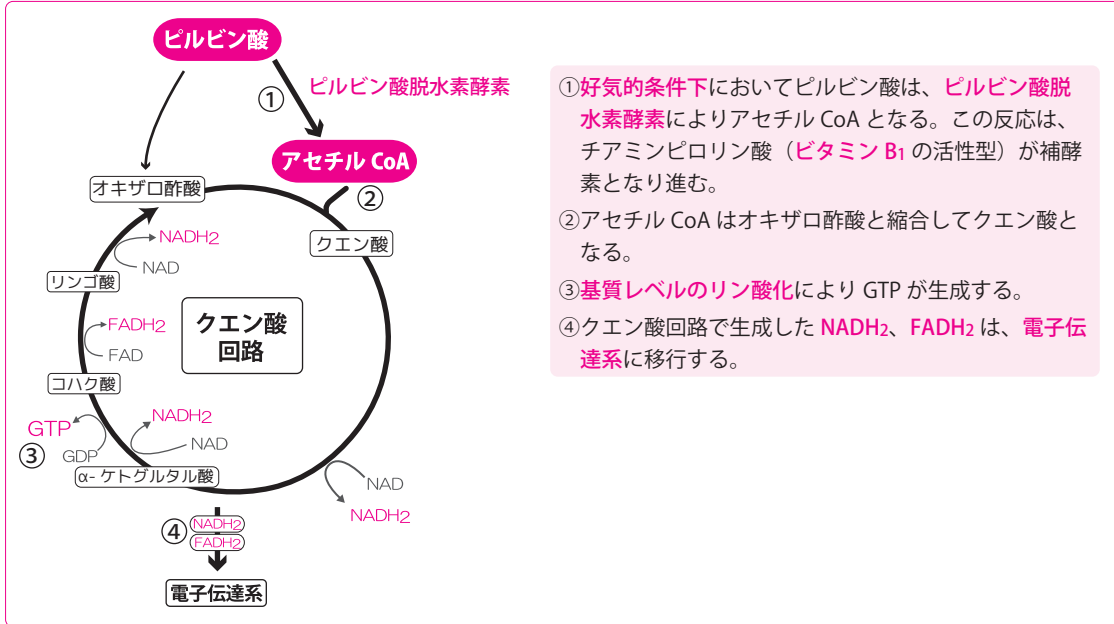 ピルビン酸
ピルビン酸脱水素酵素
①
アセチル CoA
②
オキザロ酢酸
クエン酸
NADH2
NAD
リンゴ酸
FADH2
FAD
クエン酸
回路
コハク酸
NADH2
NAD
GTP
③
GDP
α- ケトグルタル酸
NAD
NADH2
④
NADH2
FADH2
電子伝達系
①好気的条件下においてピルビン酸は、ピルビン酸脱
水素酵素によりアセチル CoA となる。この反応は、
チアミンピロリン酸（ビタミン B1 の活性型）が補酵
素となり進む。
②アセチル CoA はオキザロ酢酸と縮合してクエン酸と
なる。
③基質レベルのリン酸化により GTP が生成する。
④クエン酸回路で生成した NADH2、FADH2 は、電子伝
達系に移行する。